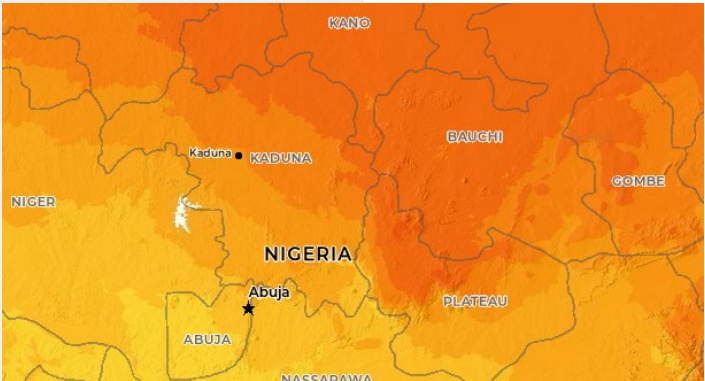 KANO
BAUCHI
Kaduna
KADUNA
GOMBE
NIGER
NIGERIA
Abuja
PLATEAU
ABUJA
NASSARAWA